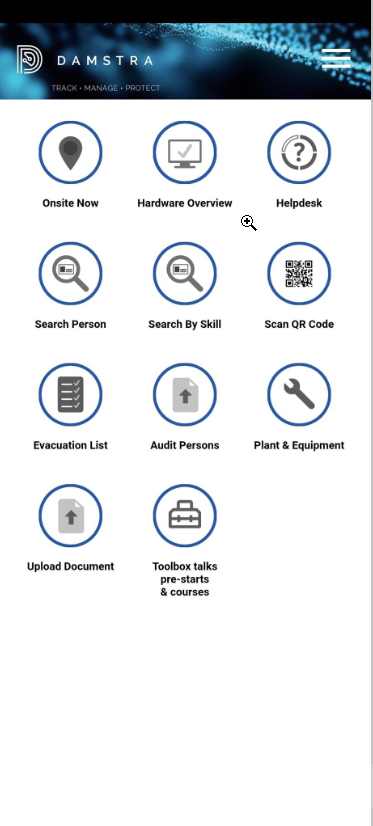 DAMSTRA
TRACK • MANAGE • PROTECT
Onsite Now
Hardware Overview
Helpdesk
Search Person
Search By Skill
Scan QR Code
Evacuation List
Audit Persons
Plant & Equipment
Upload Document
Toolbox talks
pre-starts
& courses